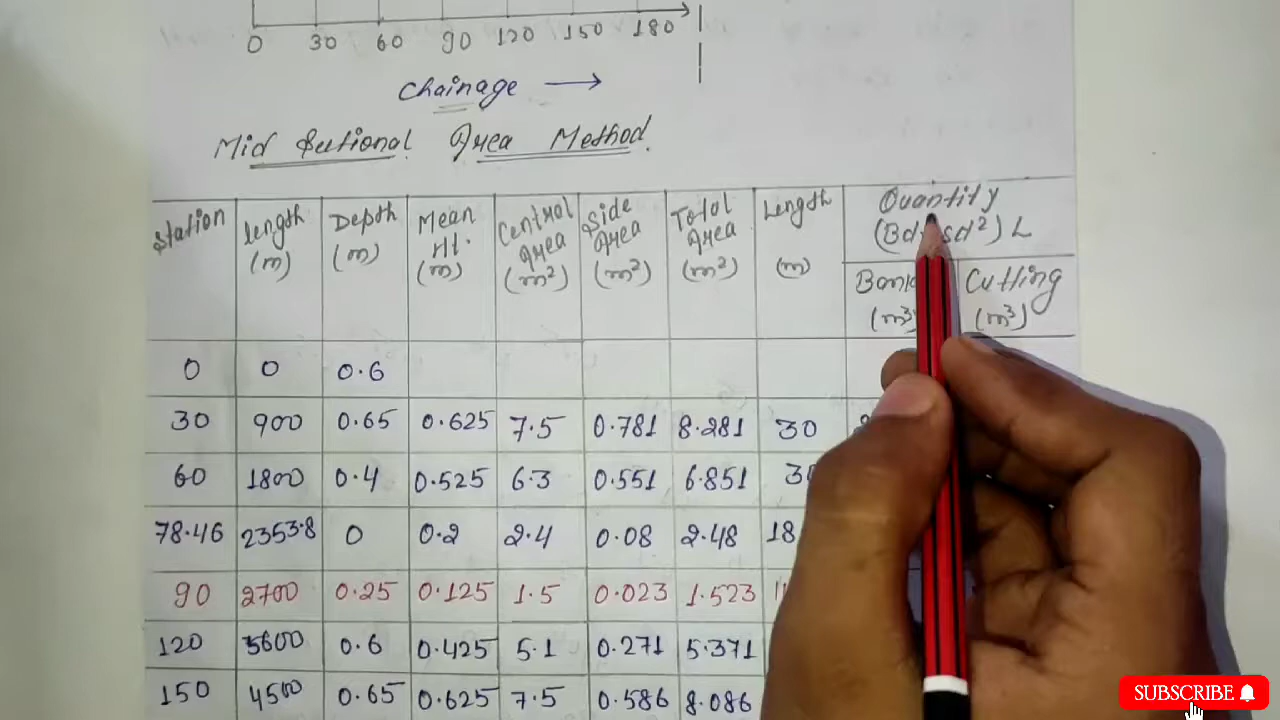 0 30 60 90 120 150 180
Chainage
Mid Sectional Area Method
Station length (m) Depth (m) Mean Ht. (m) Central Area (m²) Side Area (m²) Total Area (m²) Length (m) Quantity
(Bd sd²) L
(m³) Cutting (m³)
0 0 0.6
30 900 0.65 0.625 7.5 0.781 8.281 30
60 1800 0.4 0.525 6.3 0.551 6.851
78.46 2353.8 0 0.2 2.4 0.08 2.48 18
90 2700 0.25 0.125 1.5 0.023 1.523
120 3600 0.6 0.425 5.1 0.271 5.371
150 4500 0.65 0.625 7.5 0.586 8.086
SUBSCRIBE